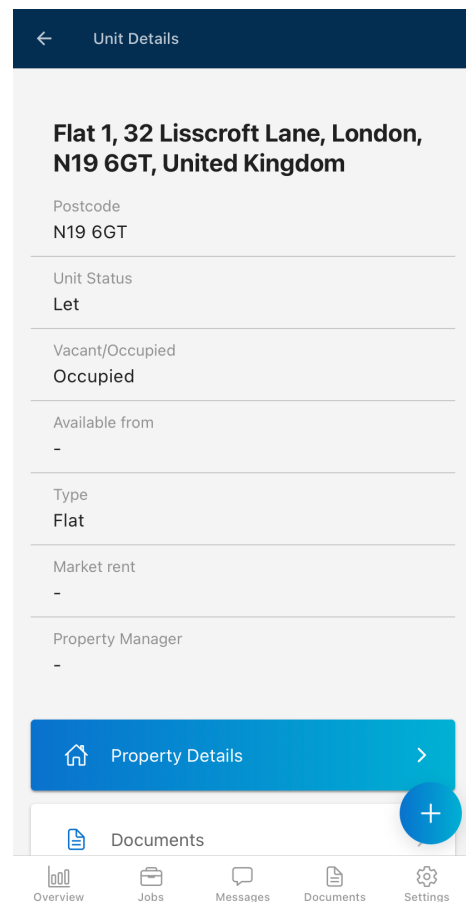 Unit Details
Flat 1, 32 Lisscroft Lane, London,
N19 6GT, United Kingdom
Postcode
N19 6GT
Unit Status
Let
Vacant/Occupied
Occupied
Available from
-
Type
Flat
Market rent
-
Property Manager
-
Property Details
Documents
Overview Jobs Messages Documents Settings